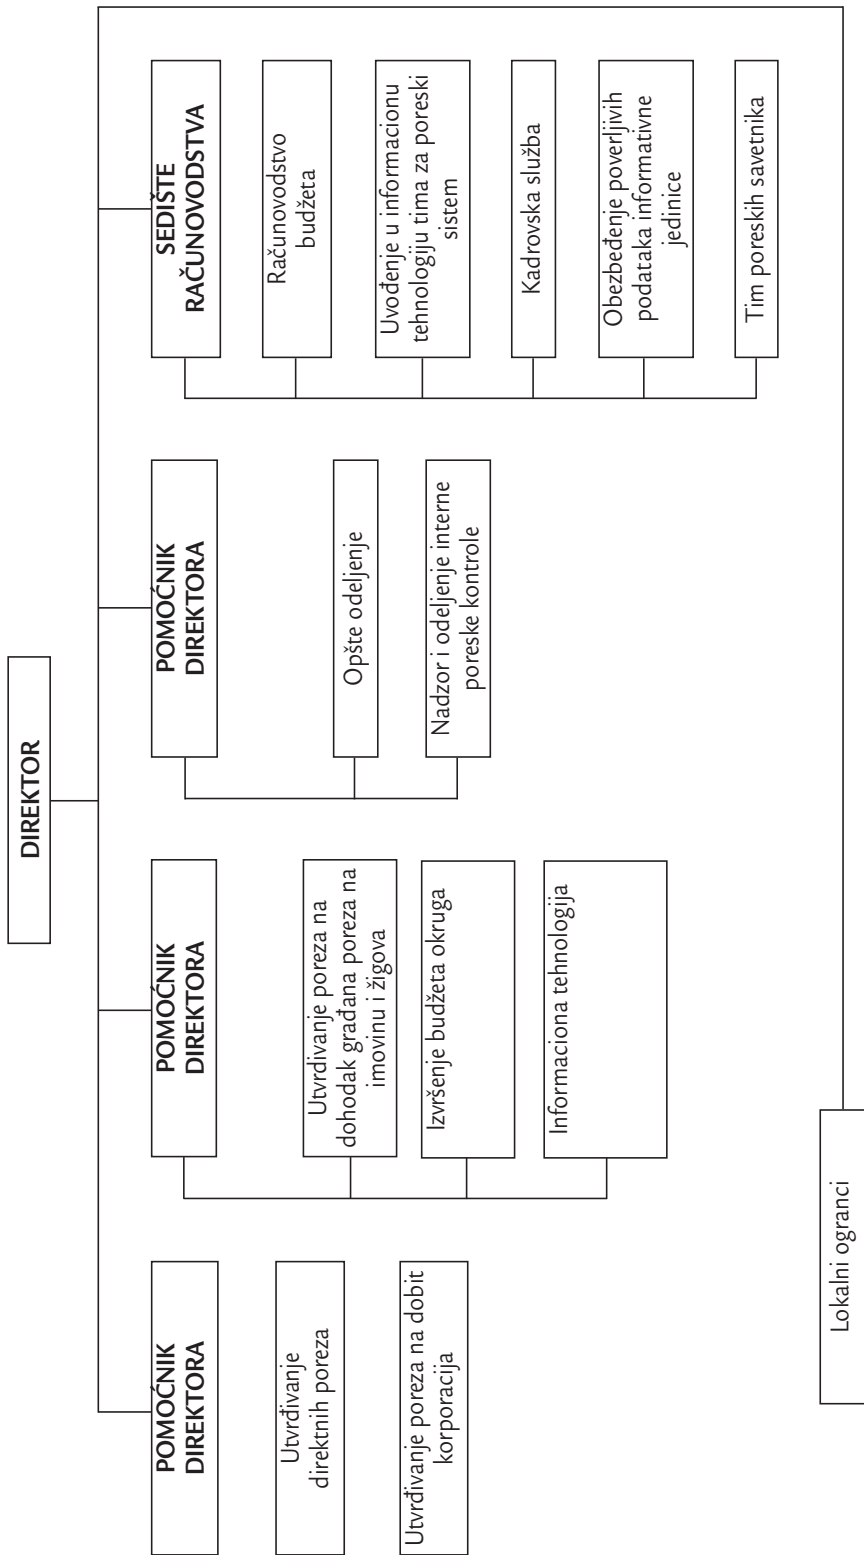 DIREKTOR
POMOĆNIK
DIREKTORA
Utvrđivanje
direktnih poreza
Utvrđivanje poreza na dobit
korporacija
POMOĆNIK
DIREKTORA
Utvrđivanje poreza na
dohodak građana poreza na
imovinu i žigova
Izvršenje budžeta okruga
Informaciona tehnologija
POMOĆNIK
DIREKTORA
Opšte odeljenje
Nadzor i odeljenje interne
poreske kontrole
SEDIŠTE
RAČUNOVODSTVA
Računovodstvo
budžeta
Uvođenje u informacionu
tehnologiju tima za poreski
sistem
Kadrovska služba
Obezbeđenje poverljivih
podataka informativne
jedinice
Tim poreskih savetnika
Lokalni ogranci